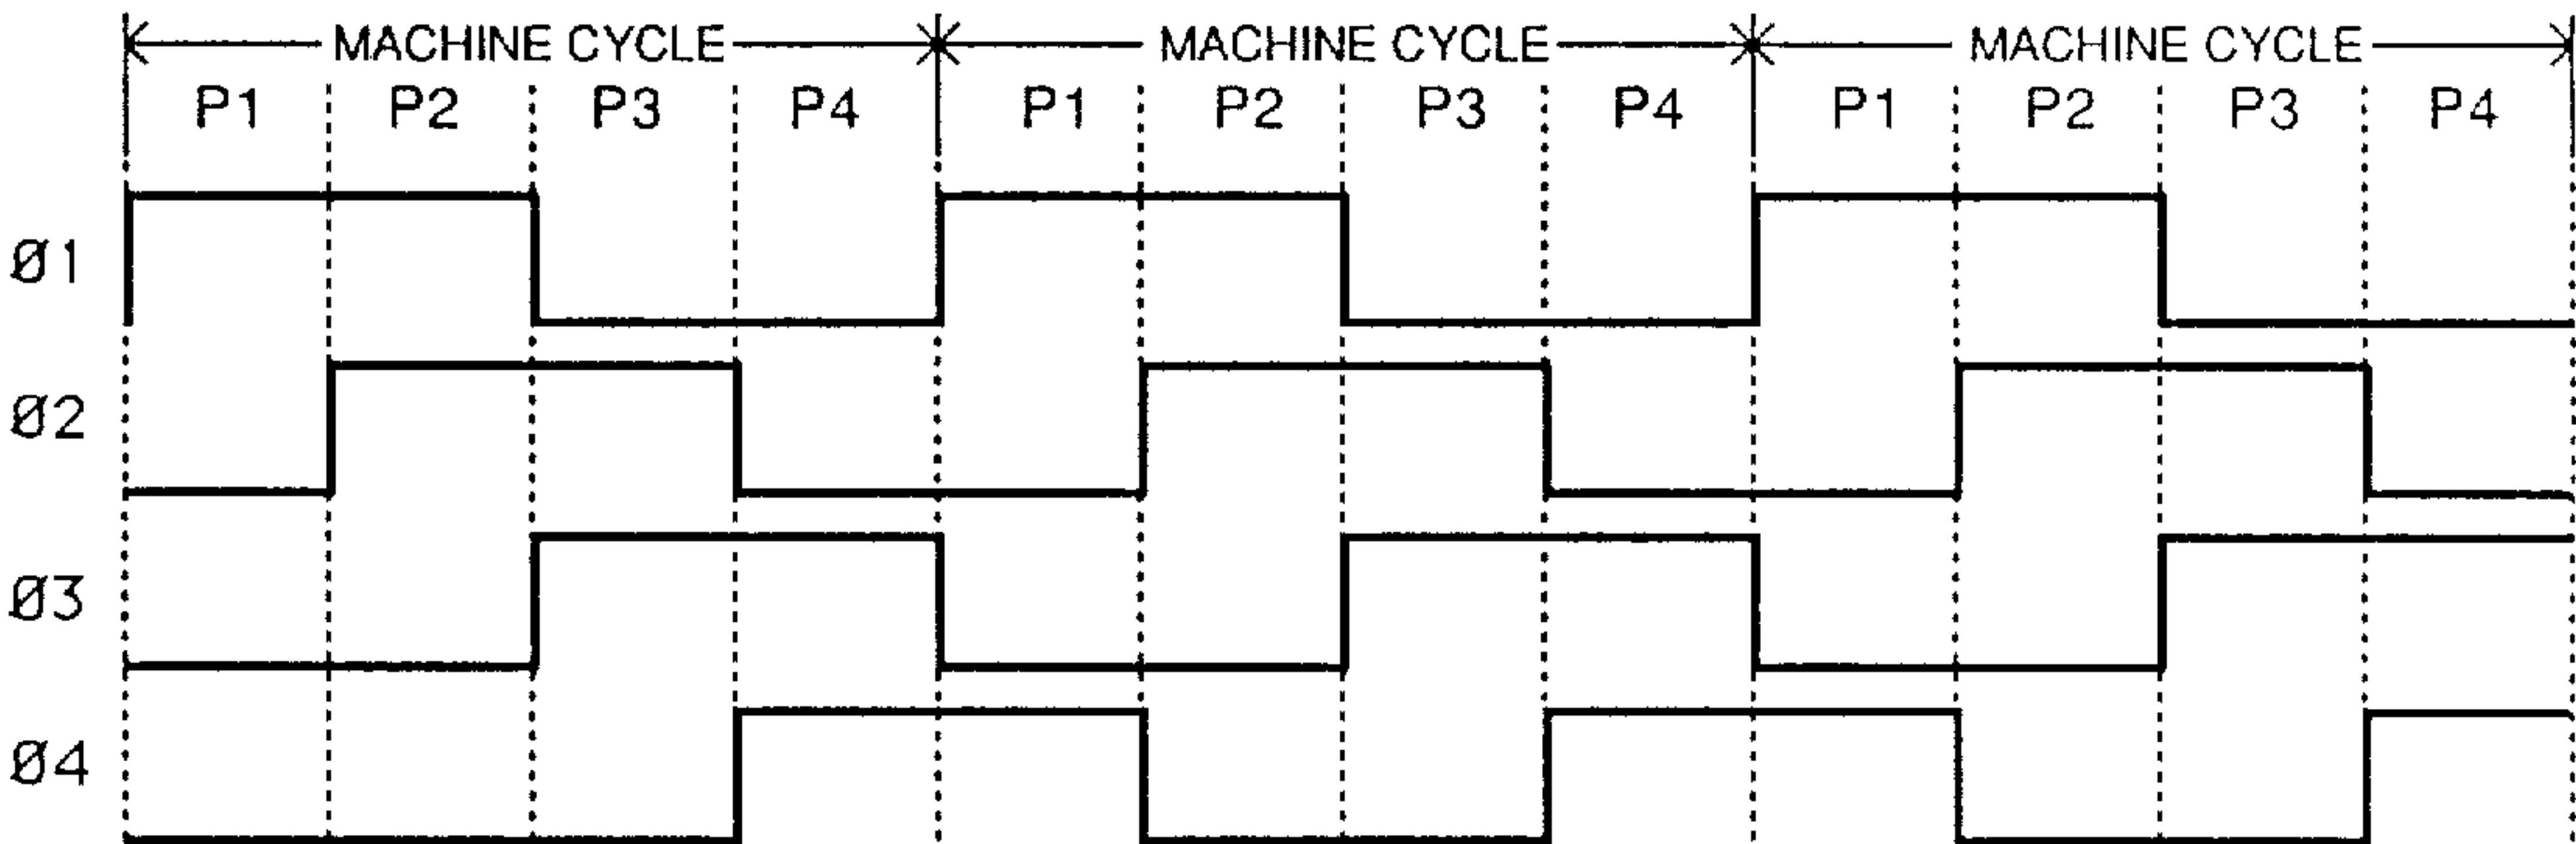 MACHINE CYCLE MACHINE CYCLE MACHINE CYCLE
P1 P2 P3 P4 P1 P2 P3 P4 P1 P2 P3 P4
Ø1
Ø2
Ø3
Ø4